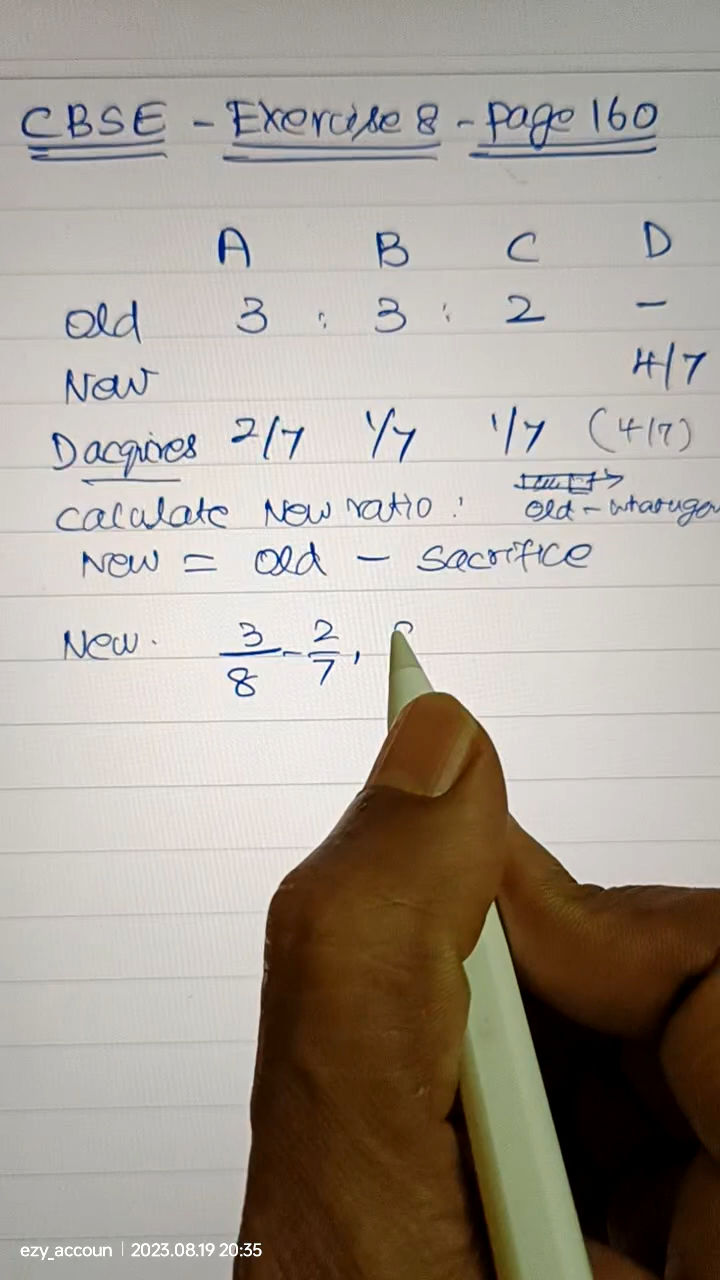 CBSE - Exercise 8 - page 160
A B C D
Old 3 : 3 : 2 -
New 4/7
D acquires 2/7 1/7 1/7 (4/7)
Calculate New ratio :
old -
New = Old - Sacrifice
New. 3/8 - 2/7,
ezy_accoun | 2023.08.19 20:35